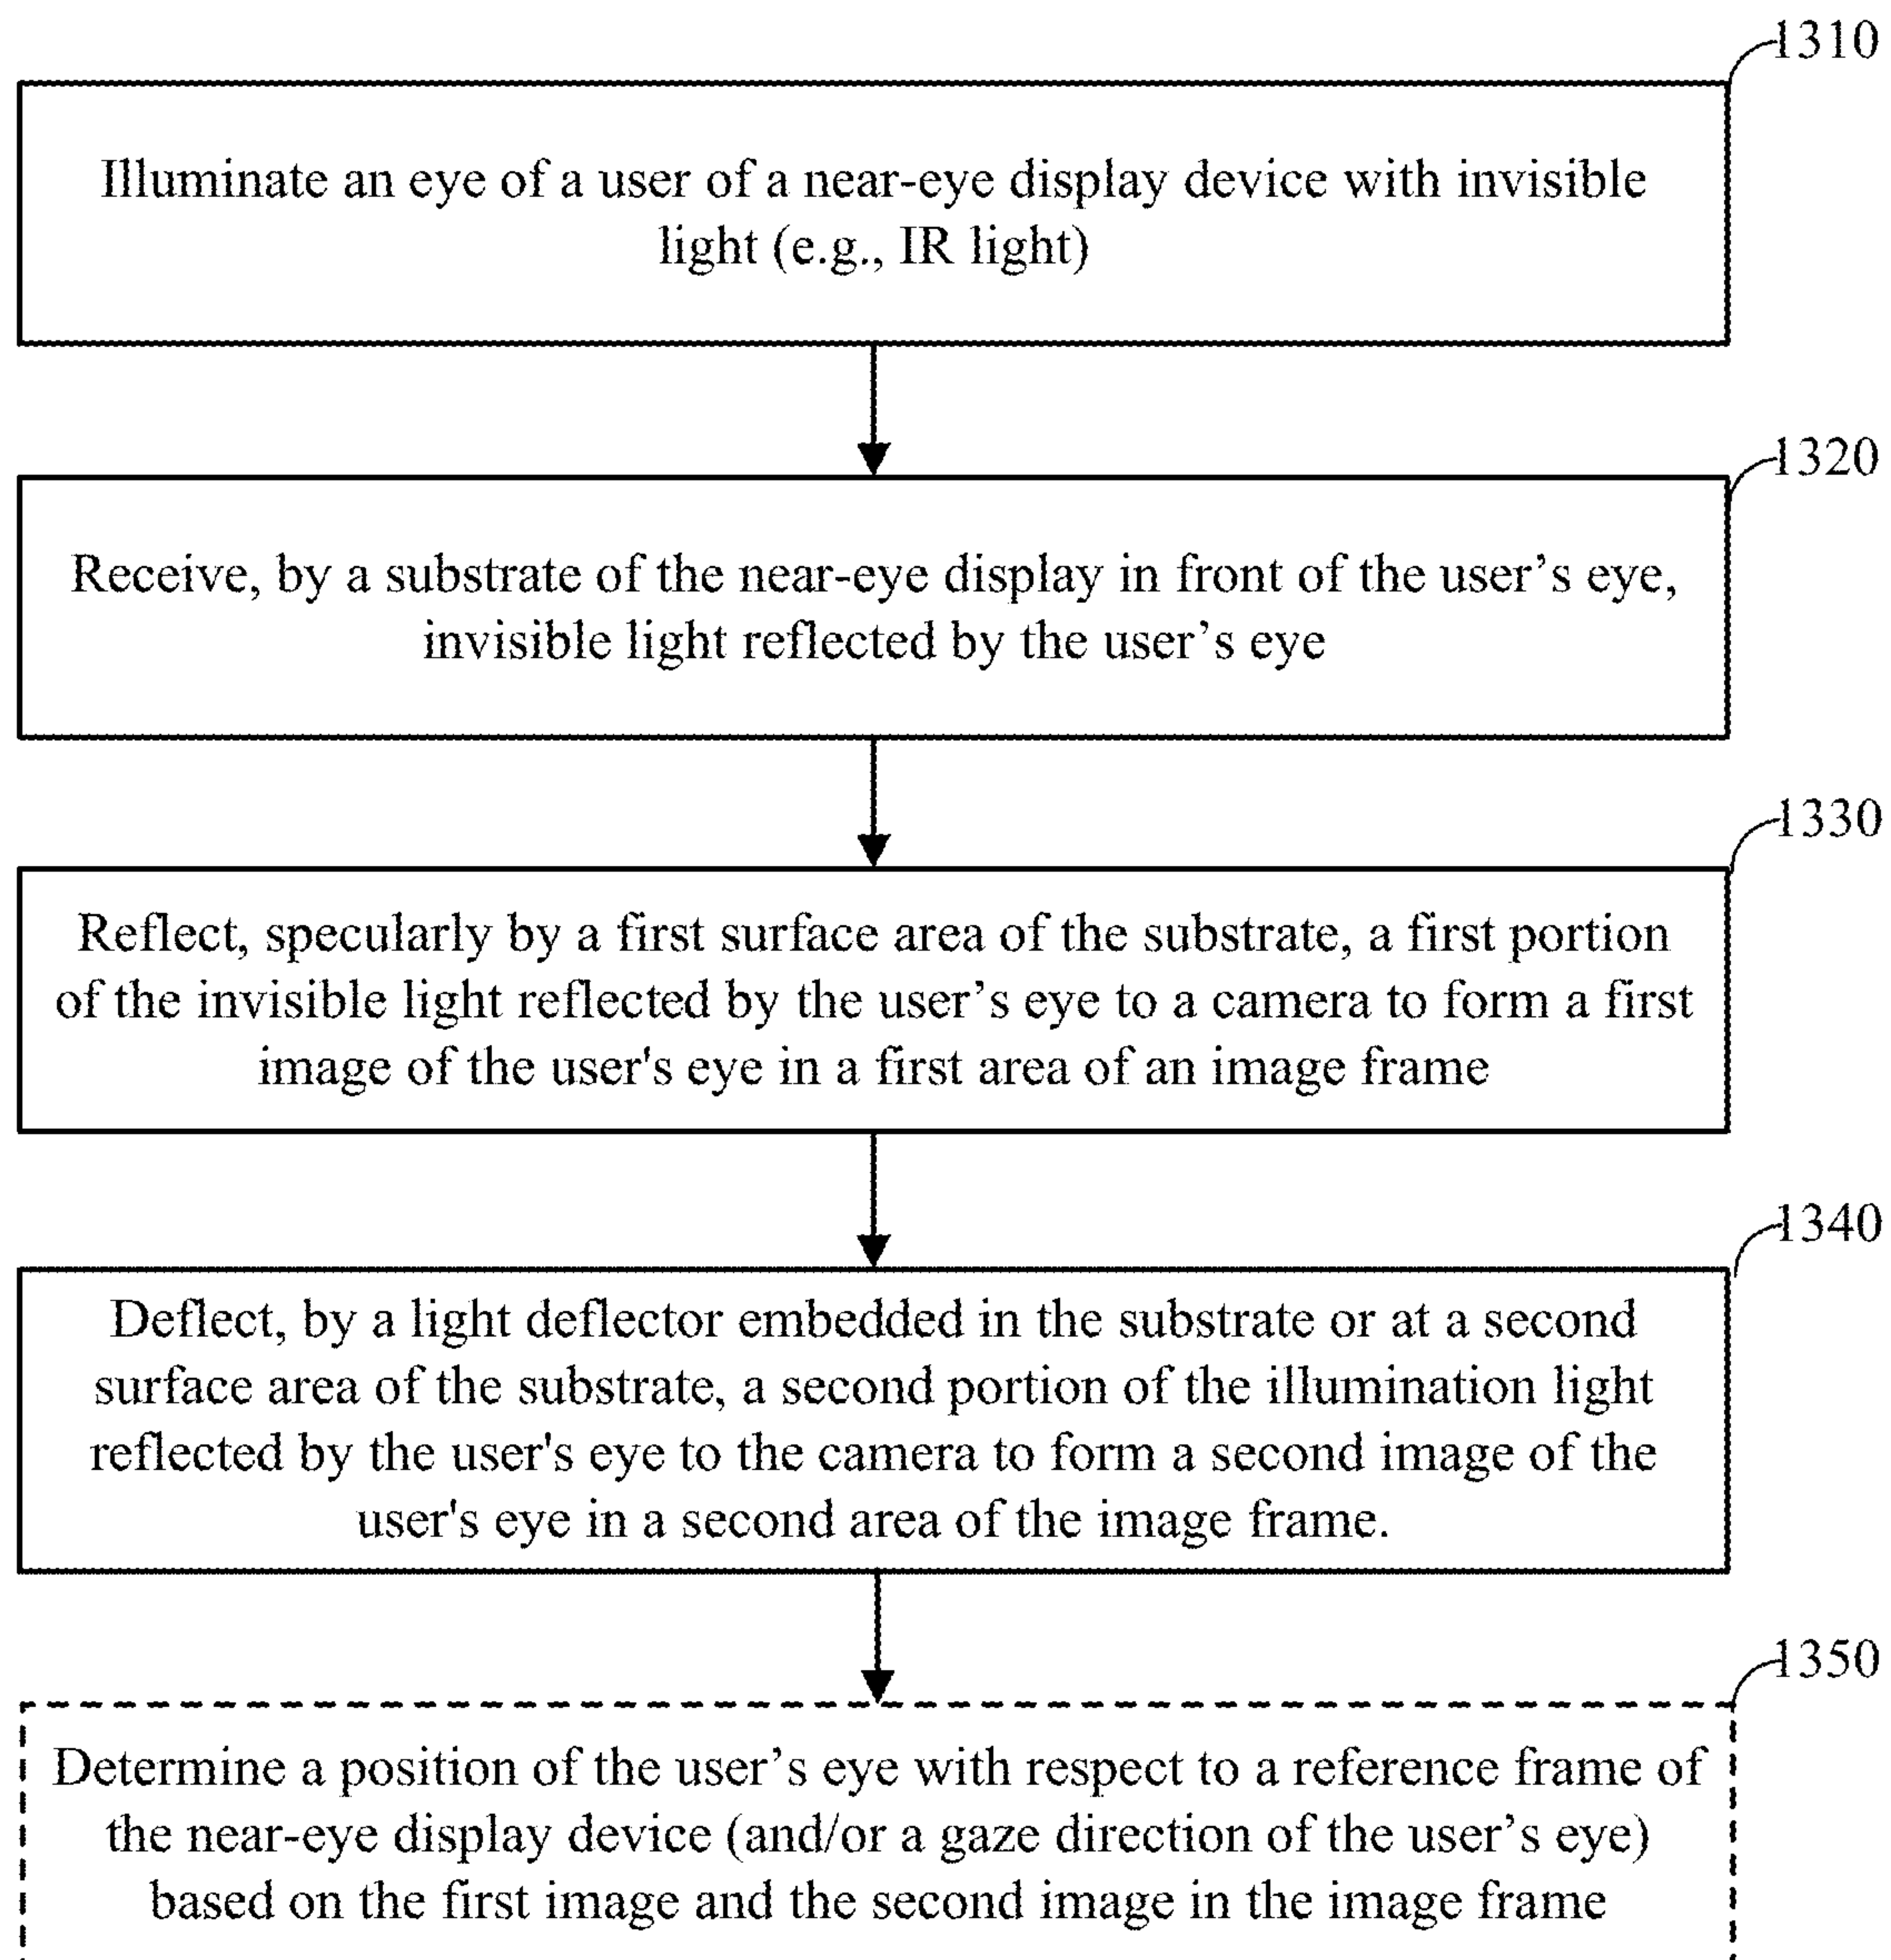 1310
Illuminate an eye of a user of a near-eye display device with invisible
light (e.g., IR light)
1320
Receive, by a substrate of the near-eye display in front of the user’s eye,
invisible light reflected by the user’s eye
1330
Reflect, specularly by a first surface area of the substrate, a first portion
of the invisible light reflected by the user’s eye to a camera to form a first
image of the user's eye in a first area of an image frame
1340
Deflect, by a light deflector embedded in the substrate or at a second
surface area of the substrate, a second portion of the illumination light
reflected by the user's eye to the camera to form a second image of the
user's eye in a second area of the image frame.
1350
Determine a position of the user’s eye with respect to a reference frame of
the near-eye display device (and/or a gaze direction of the user’s eye)
based on the first image and the second image in the image frame